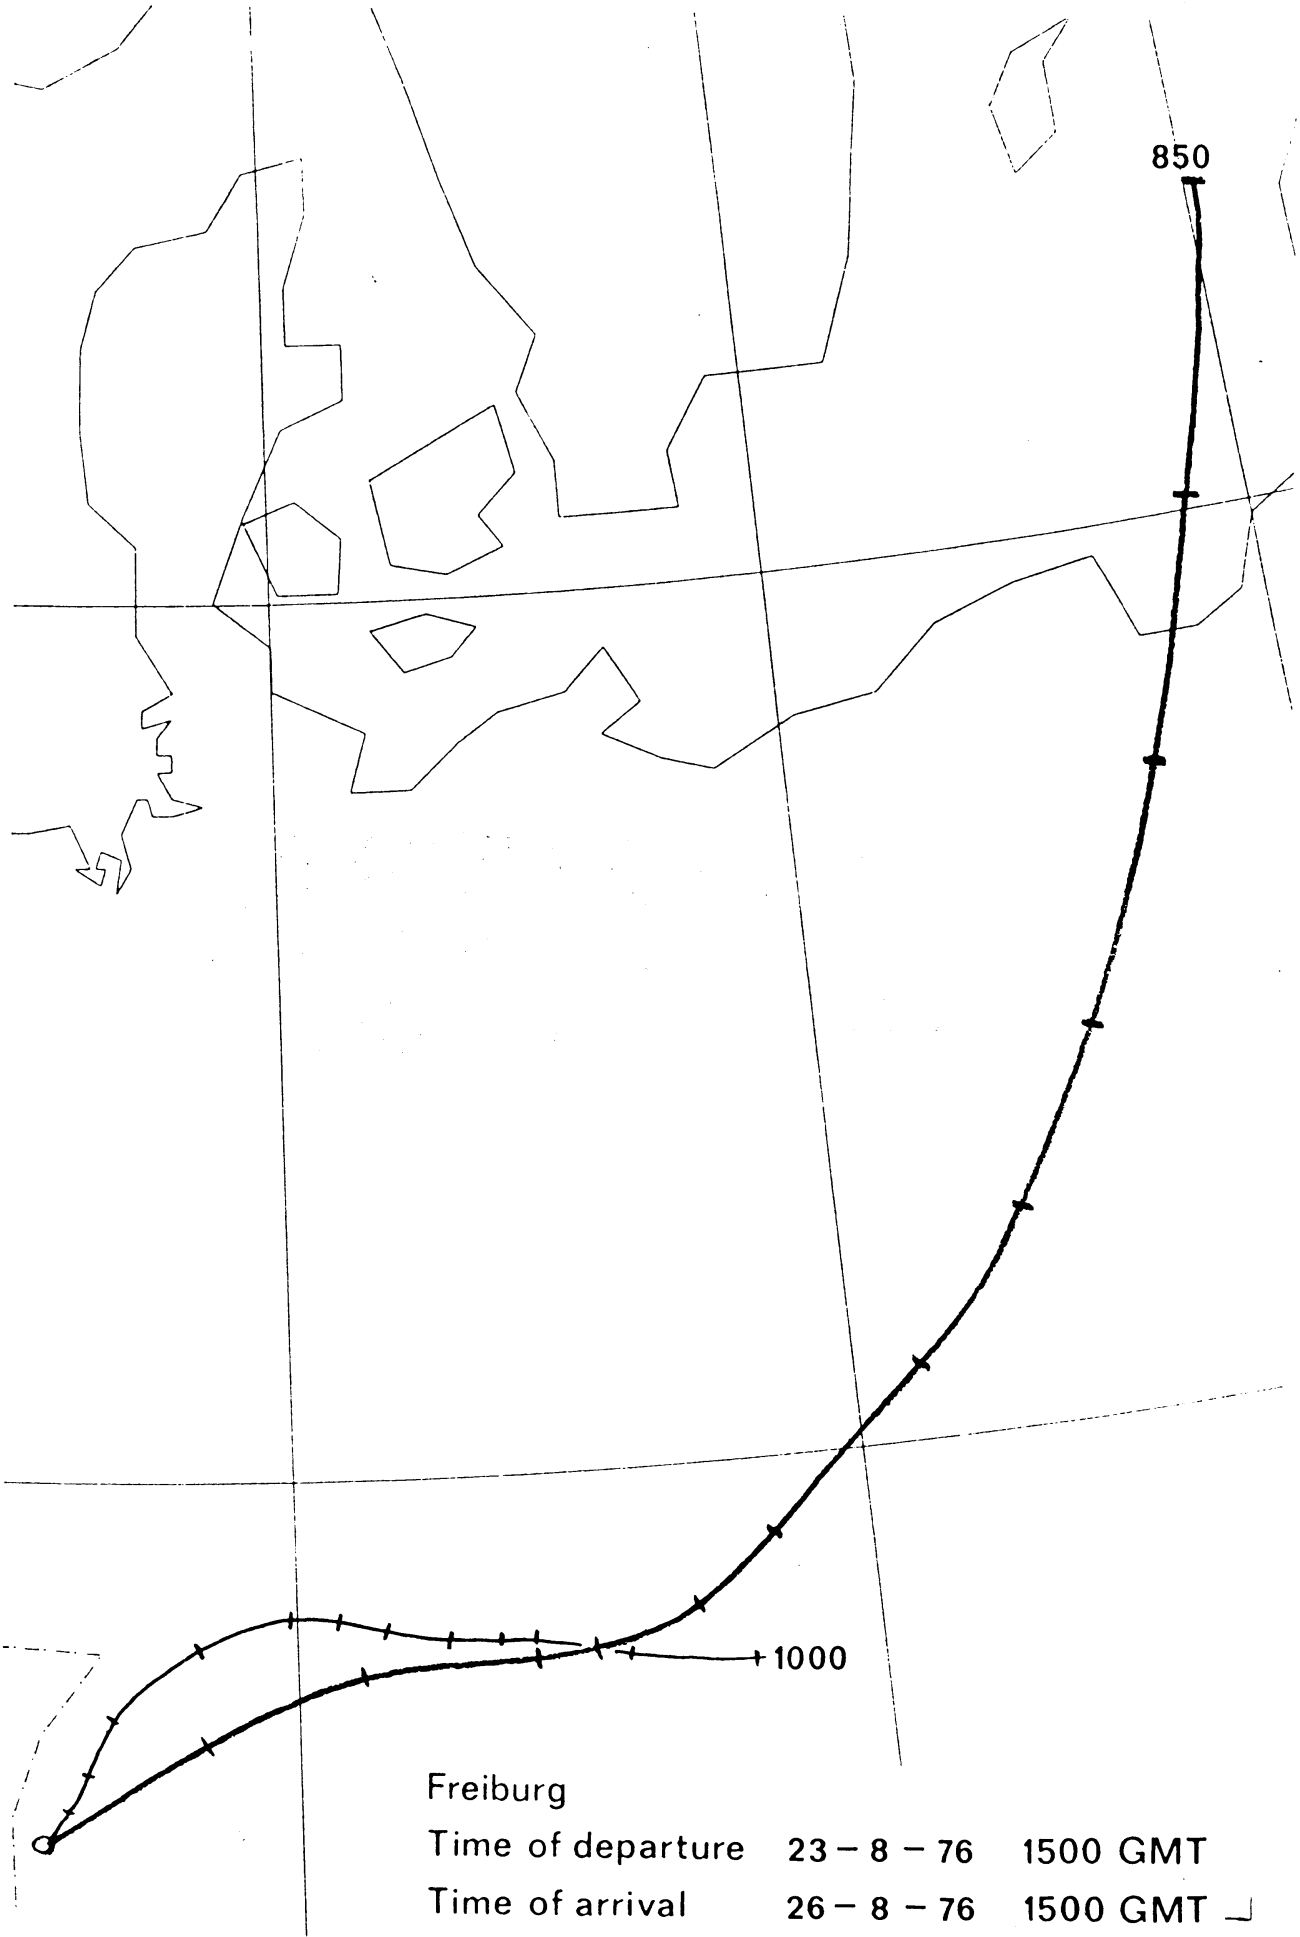 850
1000
Freiburg
Time of departure 23 – 8 – 76 1500 GMT
Time of arrival 26 – 8 – 76 1500 GMT